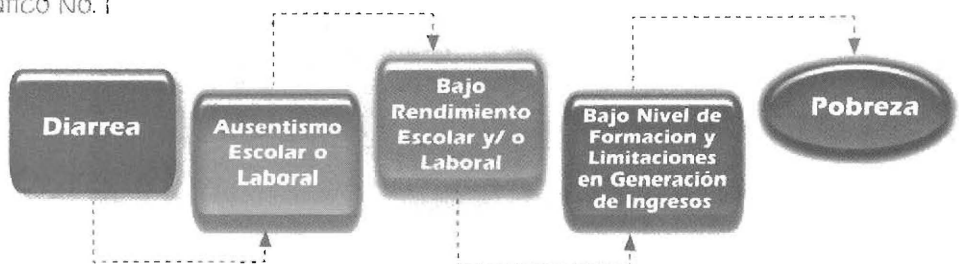 No. 1
Diarrea
Ausentismo
Escolar o
Laboral
Bajo
Rendimiento
Escolar y/ o
Laboral
Bajo Nivel de
Formacion y
Limitaciones
en Generación
de Ingresos
Pobreza